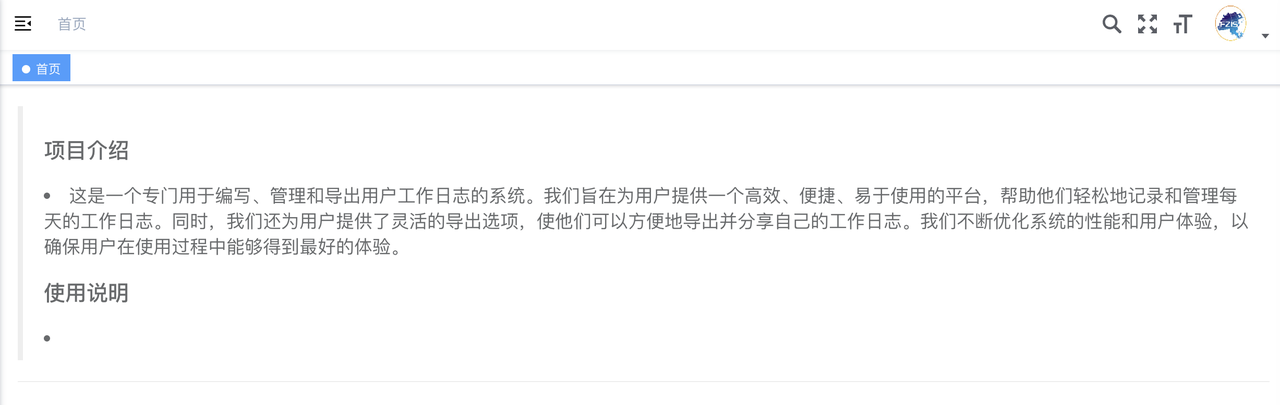 首页
首页
项目介绍
这是一个专门用于编写、管理和导出用户工作日志的系统。我们旨在为用户提供一个高效、便捷、易于使用的平台，帮助他们轻松地记录和管理每
天的工作日志。同时，我们还为用户提供了灵活的导出选项，使他们可以方便地导出并分享自己的工作日志。我们不断优化系统的性能和用户体验，以
确保用户在使用过程中能够得到最好的体验。
使用说明